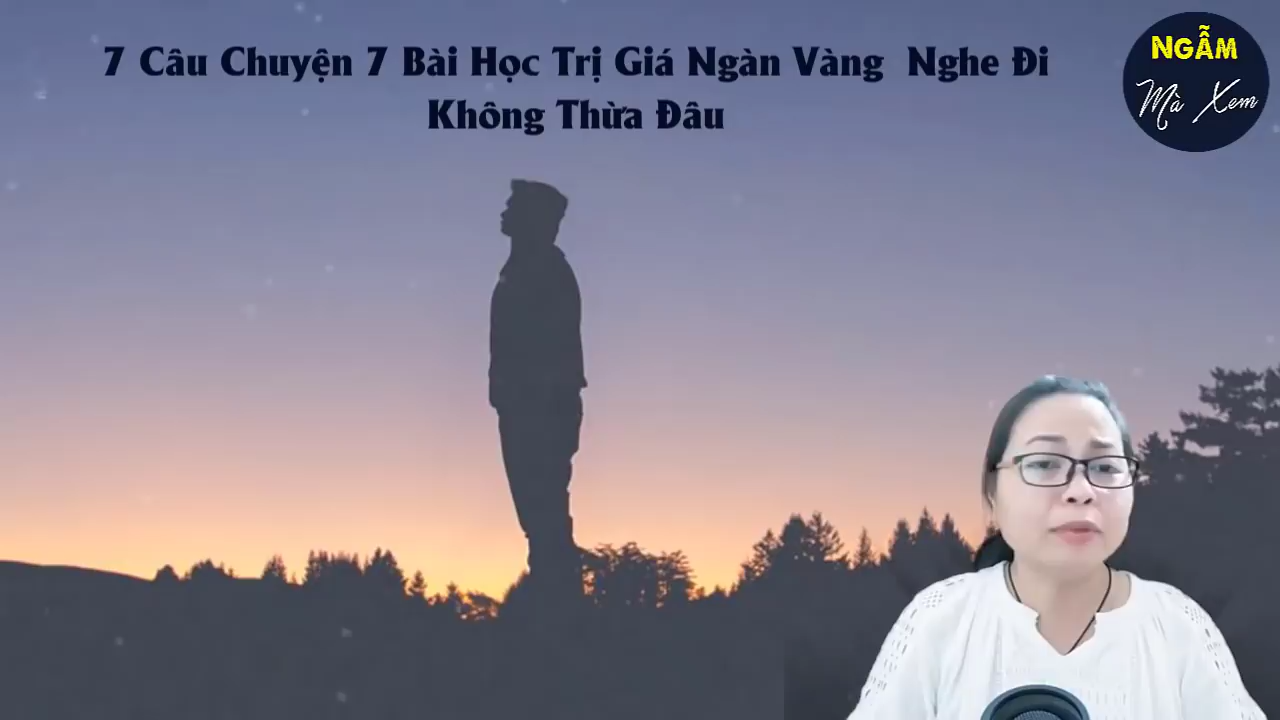 7 Câu Chuyện 7 Bài Học Trị Giá Ngàn Vàng Nghe Đi
Không Thừa Đâu
NGẪM
Mà Xem